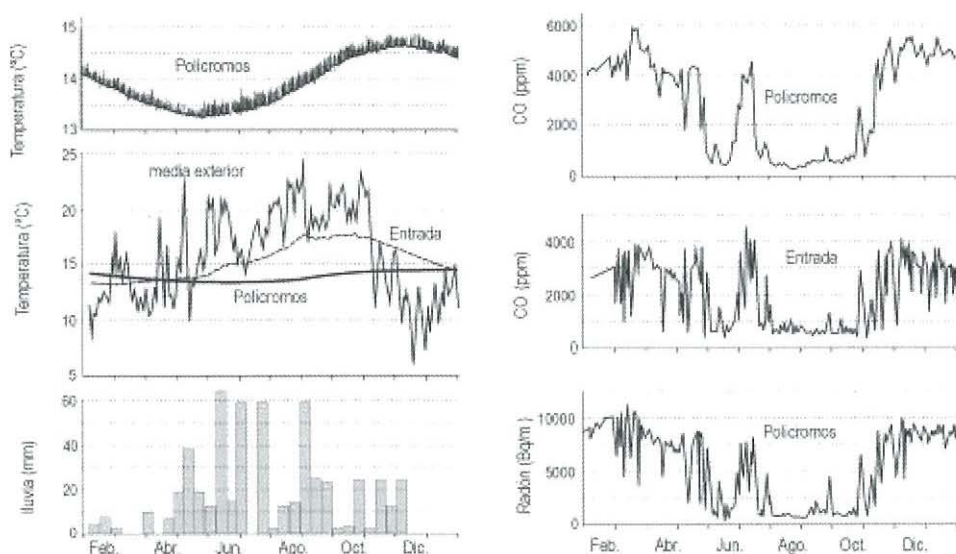 Temperatura (°C)
15
14
13
Policromos
Temperatura (°C)
25
20
15
10
5
media exterior
Entrada
Policromos
lluvia (mm)
60
40
20
0
Feb. Abr. Jun. Ago. Oct. Dic.
CO (ppm)
6000
4000
2000
0
Policromos
CO (ppm)
4000
2000
0
Entrada
Radón (Bq/m)
10000
5000
0
Policromos
Feb. Abr. Jun. Ago. Oct. Dic.